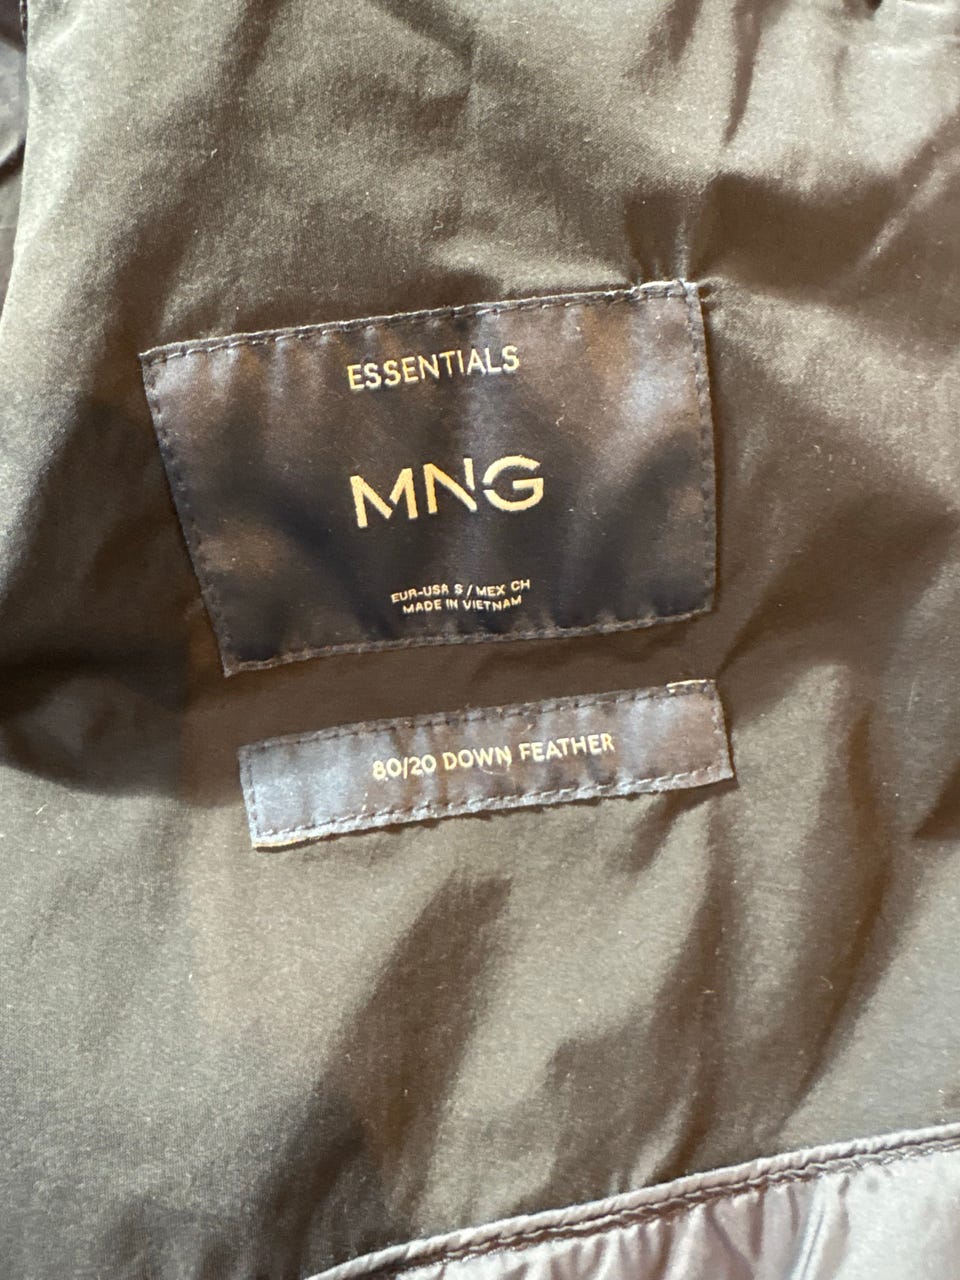 ESSENTIALS
MNG
EUR-USA S / MEX CH
MADE IN VIETNAM
80/20 DOWN FEATHER